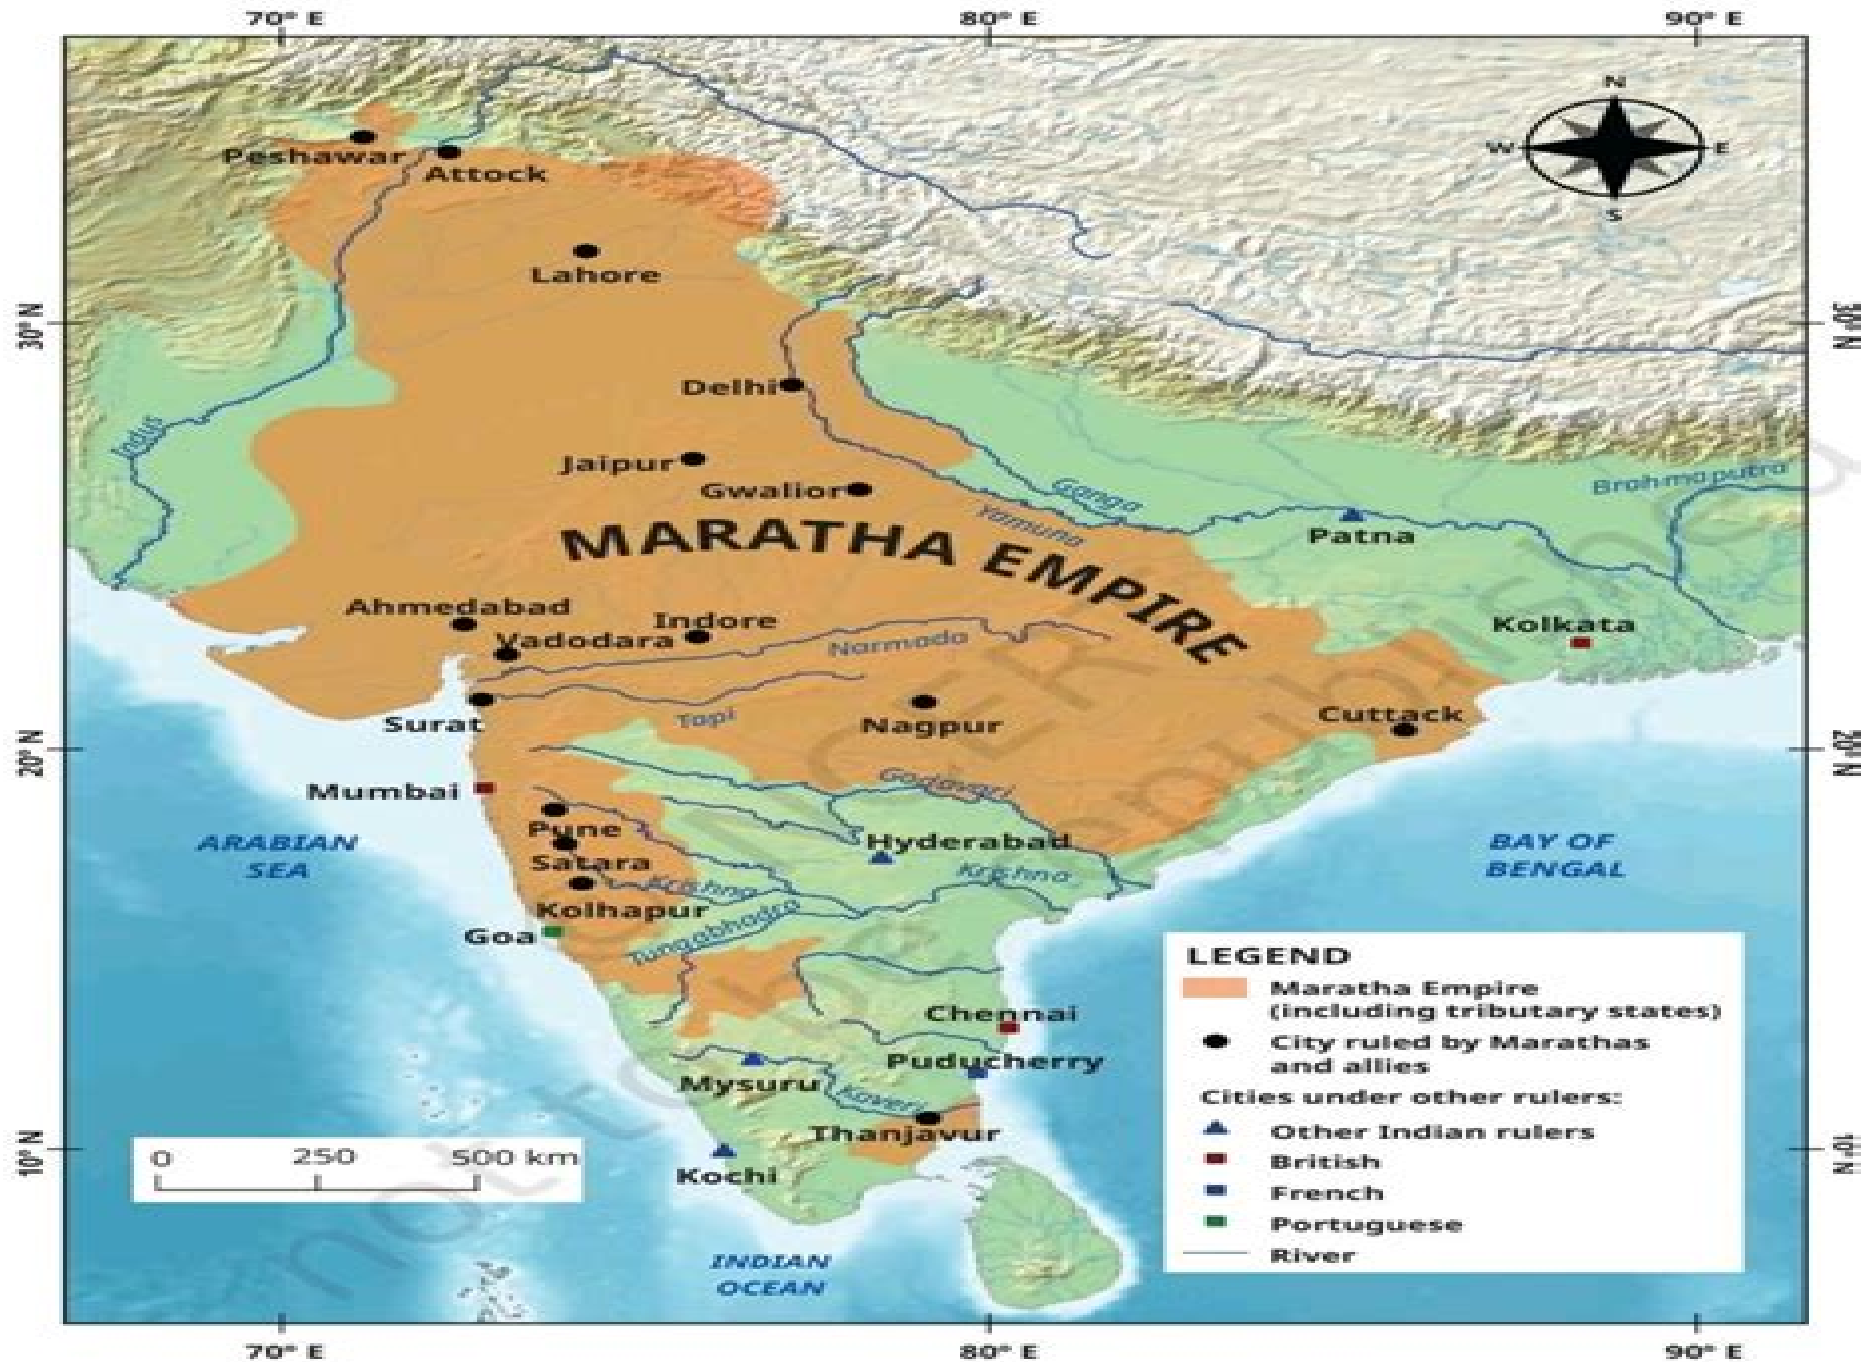 70° E
80° E
90° E
N
W
E
S
Peshawar
Attock
Lahore
30° N
30° N
Delhi
Indus
Jaipur
Gwalior
Ganga
Yamuna
Brahmaputra
Patna
MARATHA EMPIRE
Ahmedabad
Indore
Vadodara
Narmada
Kolkata
Surat
Tapi
Nagpur
Cuttack
20° N
20° N
Mumbai
Godavari
Pune
Satara
Hyderabad
ARABIAN
SEA
BAY OF
BENGAL
Krishna
Krishna
Kolhapur
Goa
Tungabhadra
LEGEND
Maratha Empire
(including tributary states)
City ruled by Marathas
and allies
Cities under other rulers:
Other Indian rulers
British
French
Portuguese
River
Chennai
Puducherry
Mysuru
Kaveri
Thanjavur
Kochi
10° N
10° N
0 250 500 km
INDIAN
OCEAN
70° E
80° E
90° E
not to be republished